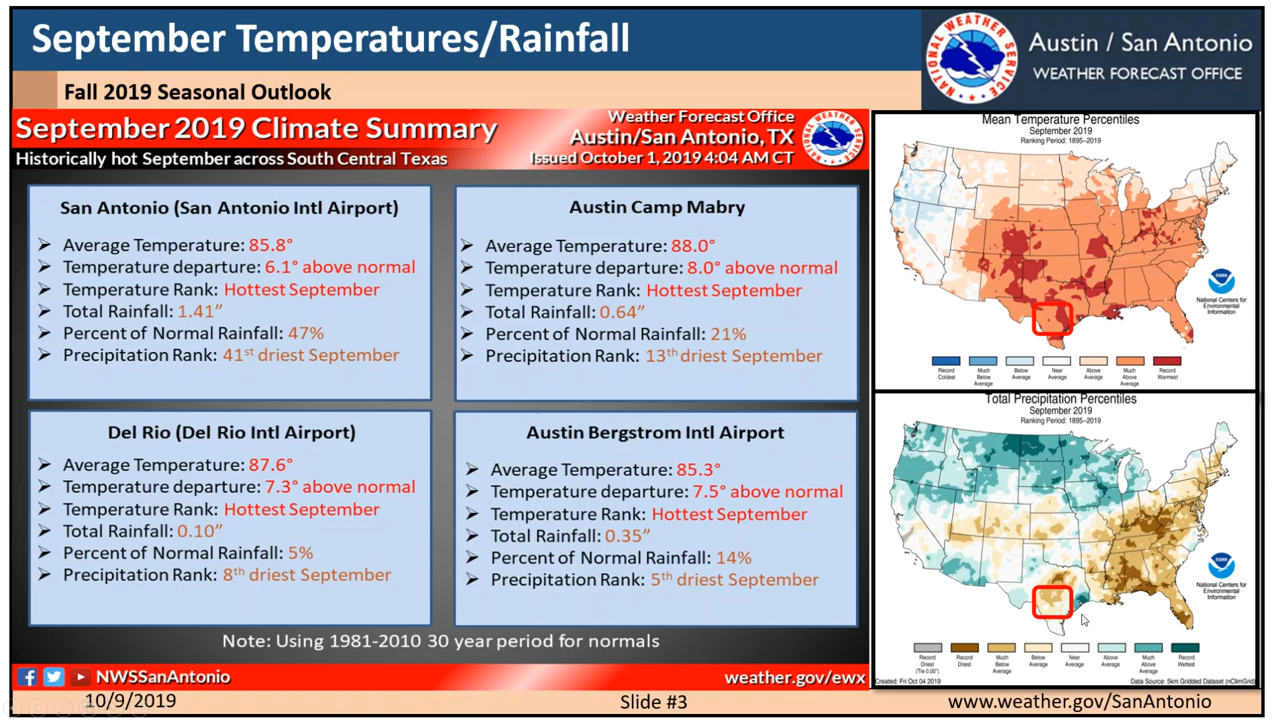 September Temperatures/Rainfall
Austin / San Antonio
WEATHER FORECAST OFFICE
NATIONAL WEATHER SERVICE
Fall 2019 Seasonal Outlook
September 2019 Climate Summary
Historically hot September across South Central Texas
Weather Forecast Office
Austin/San Antonio, TX
Issued October 1, 2019 4:04 AM CT
San Antonio (San Antonio Intl Airport)
➢ Average Temperature: 85.8°
➢ Temperature departure: 6.1° above normal
➢ Temperature Rank: Hottest September
➢ Total Rainfall: 1.41”
➢ Percent of Normal Rainfall: 47%
➢ Precipitation Rank: 41st driest September
Austin Camp Mabry
➢ Average Temperature: 88.0°
➢ Temperature departure: 8.0° above normal
➢ Temperature Rank: Hottest September
➢ Total Rainfall: 0.64”
➢ Percent of Normal Rainfall: 21%
➢ Precipitation Rank: 13th driest September
Del Rio (Del Rio Intl Airport)
➢ Average Temperature: 87.6°
➢ Temperature departure: 7.3° above normal
➢ Temperature Rank: Hottest September
➢ Total Rainfall: 0.10”
➢ Percent of Normal Rainfall: 5%
➢ Precipitation Rank: 8th driest September
Austin Bergstrom Intl Airport
➢ Average Temperature: 85.3°
➢ Temperature departure: 7.5° above normal
➢ Temperature Rank: Hottest September
➢ Total Rainfall: 0.35”
➢ Percent of Normal Rainfall: 14%
➢ Precipitation Rank: 5th driest September
Note: Using 1981-2010 30 year period for normals
NWSSanAntonio
weather.gov/ewx
Mean Temperature Percentiles
September 2019
Ranking Period: 1895–2019
National Centers for
Environmental
Information
Record Coldest
Much Below Average
Below Average
Near Average
Above Average
Much Above Average
Record Warmest
Total Precipitation Percentiles
September 2019
Ranking Period: 1895–2019
National Centers for
Environmental
Information
Record Driest (Tie 0.00")
Record Driest
Much Below Average
Below Average
Near Average
Above Average
Much Above Average
Record Wettest
Created: Fri Oct 04 2019
Data Source: 5km Gridded Dataset (nClimGrid)
10/9/2019
Slide #3
www.weather.gov/SanAntonio